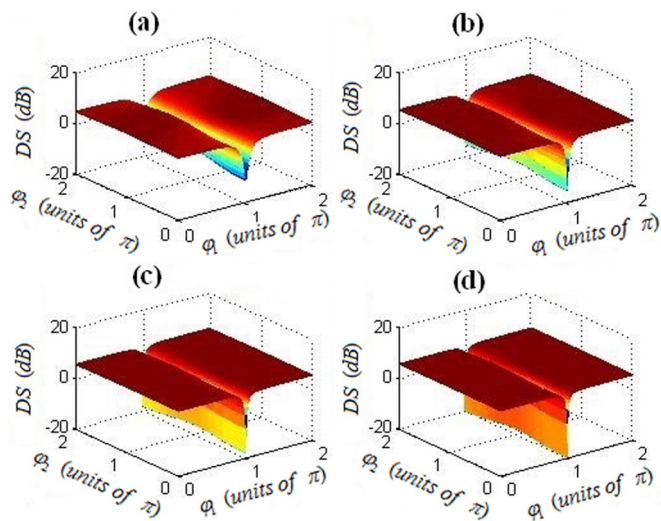 (a)
20
0
-20
DS (dB)
2
1
0
φ₂ (units of π)
0
1
2
φ₁ (units of π)
(b)
20
0
-20
DS (dB)
2
1
0
φ₂ (units of π)
0
1
2
φ₁ (units of π)
(c)
20
0
-20
DS (dB)
2
1
0
φ₂ (units of π)
0
1
2
φ₁ (units of π)
(d)
20
0
-20
DS (dB)
2
1
0
φ₂ (units of π)
0
1
2
φ₁ (units of π)